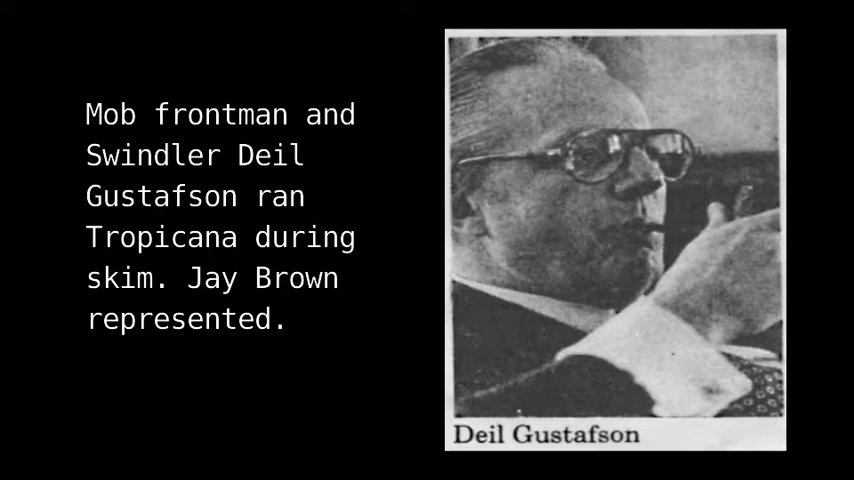 Mob frontman and
Swindler Deil
Gustafson ran
Tropicana during
skim. Jay Brown
represented.
Deil Gustafson